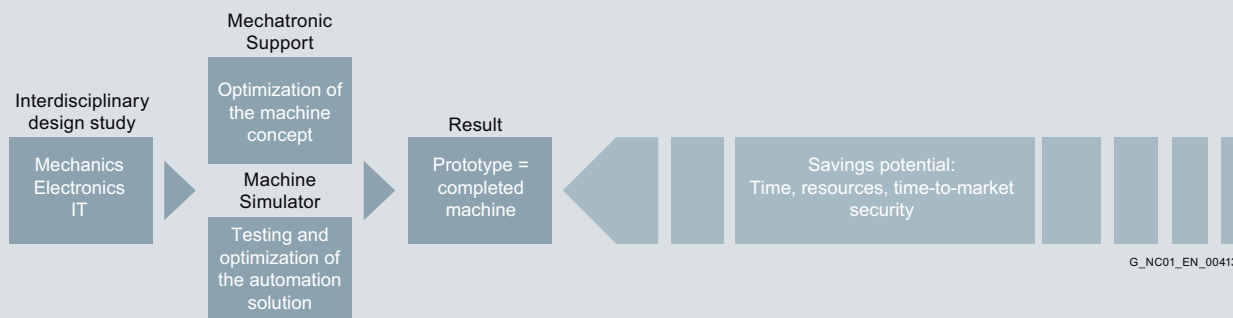 Mechatronic
Support
Optimization of
the machine
concept
Interdisciplinary
design study
Mechanics
Electronics
IT
Machine
Simulator
Testing and
optimization of
the automation
solution
Result
Prototype =
completed
machine
Savings potential:
Time, resources, time-to-market
security
G_NC01_EN_00413